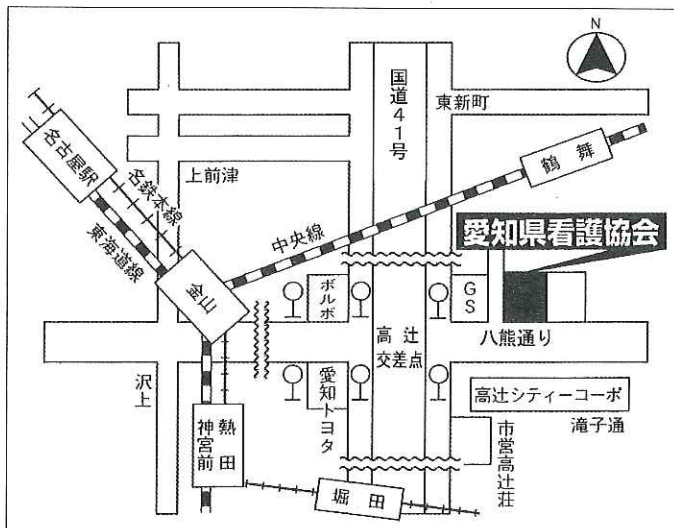 N
国道41号
東新町
名古屋駅
名鉄本線
上前津
鶴舞
東海道線
中央線
愛知県看護協会
金山
ボルボ
GS
高辻
交差点
八熊通り
沢上
愛知トヨタ
高辻シティーコーポ
滝子通
神宮前
熱田
市営高辻荘
堀田